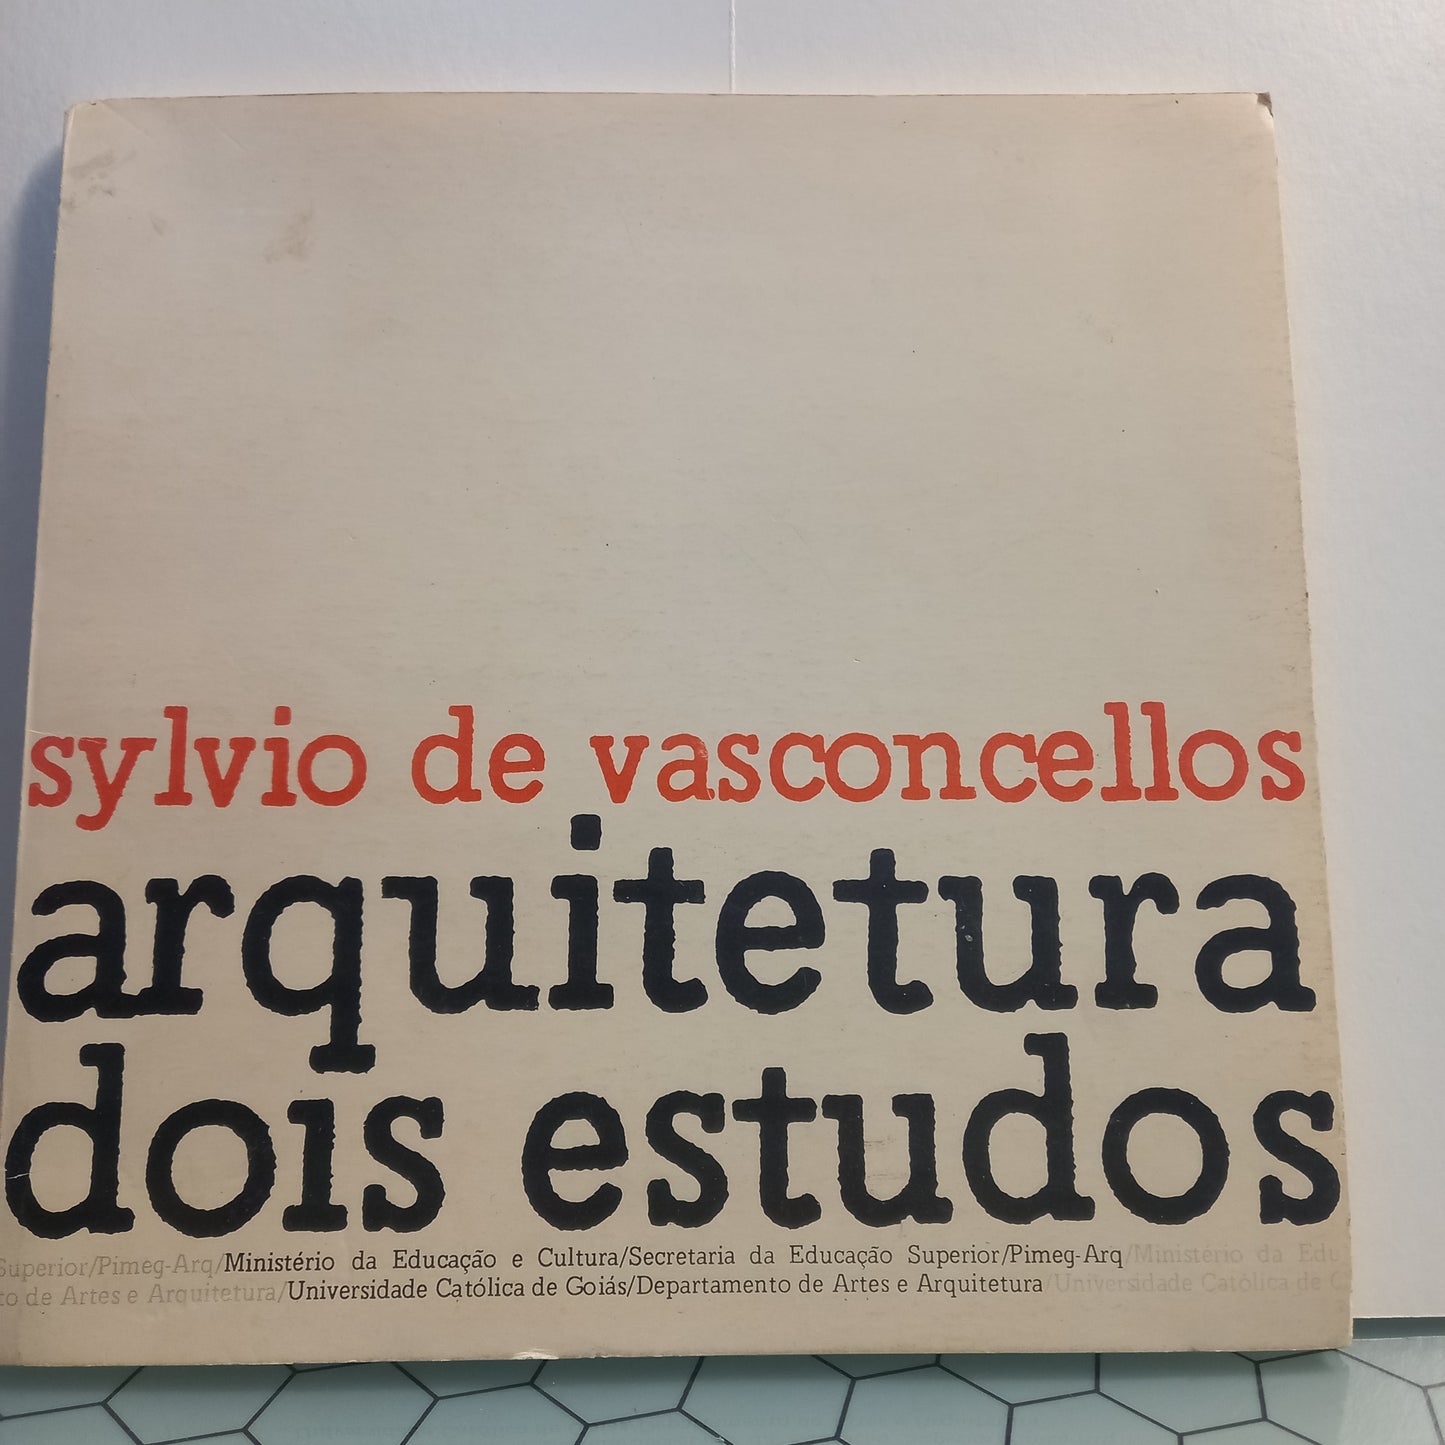 sylvio de vasconcellos
arquitetura
dois estudos
Superior/Pimeg-Arq/Ministério da Educação e Cultura/Secretaria da Educação Superior/Pimeg-Arq/Ministério da Edu
to de Artes e Arquitetura/Universidade Católica de Goiás/Departamento de Artes e Arquitetura/Universidade Católica de G